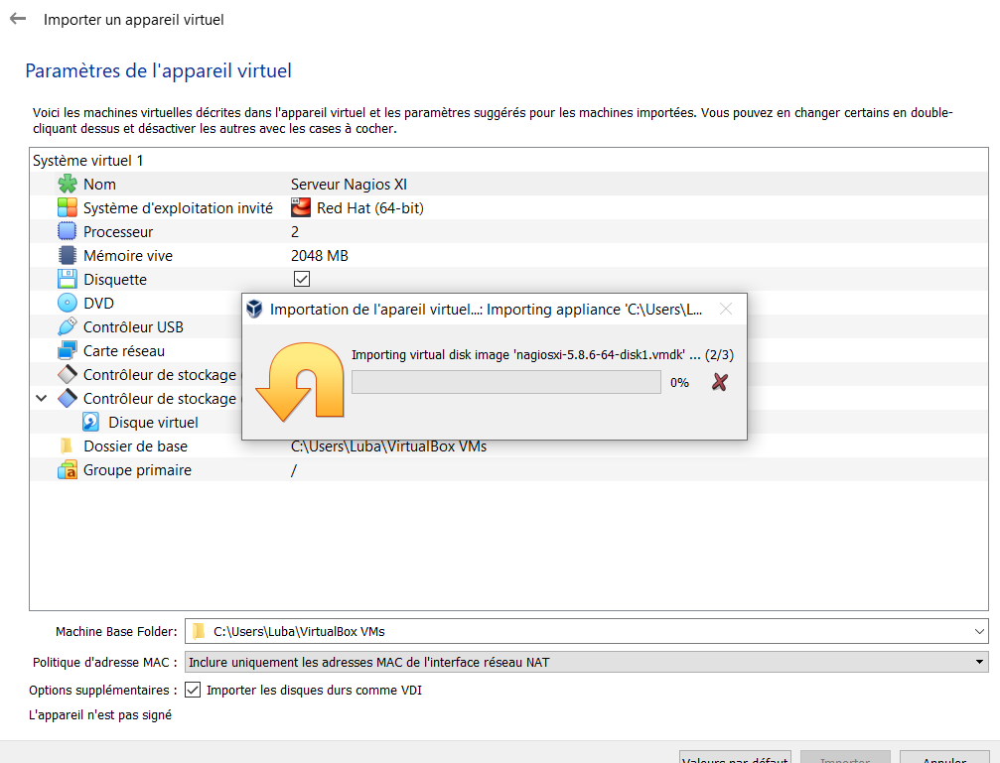 Importer un appareil virtuel
Paramètres de l'appareil virtuel
Voici les machines virtuelles décrites dans l'appareil virtuel et les paramètres suggérés pour les machines importées. Vous pouvez en changer certains en double-
cliquant dessus et désactiver les autres avec les cases à cocher.
Système virtuel 1
Nom Serveur Nagios XI
Système d'exploitation invité Red Hat (64-bit)
Processeur 2
Mémoire vive 2048 MB
Disquette
DVD
Contrôleur USB
Carte réseau
Contrôleur de stockage
Contrôleur de stockage
Disque virtuel
Dossier de base C:\Users\Luba\VirtualBox VMs
Groupe primaire /
Importation de l'apareil virtuel...: Importing appliance 'C:\Users\L...
Importing virtual disk image 'nagiosxi-5.8.6-64-disk1.vmdk' ... (2/3)
0%
Machine Base Folder: C:\Users\Luba\VirtualBox VMs
Politique d'adresse MAC : Inclure uniquement les adresses MAC de l'interface réseau NAT
Options supplémentaires : Importer les disques durs comme VDI
L'appareil n'est pas signé
Valeurs par défaut Importer Annuler